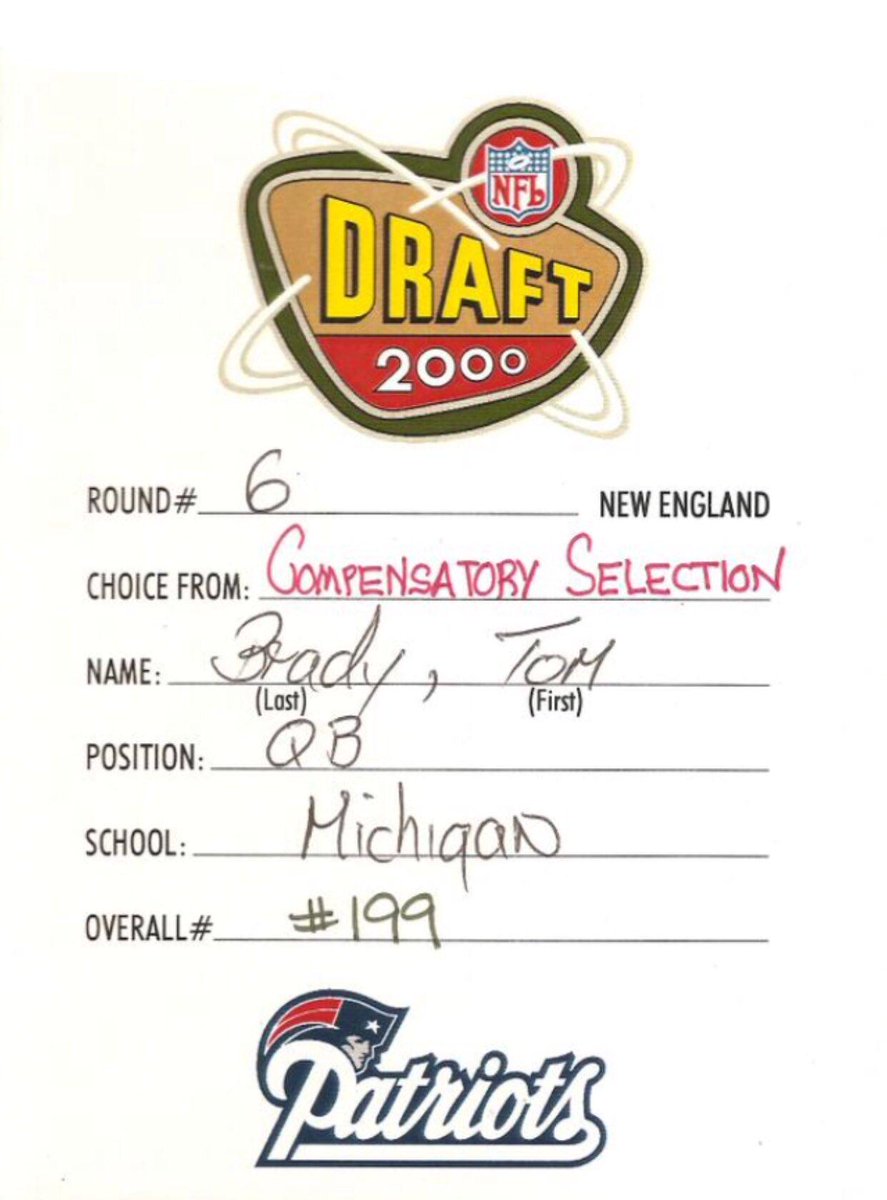 NFL
DRAFT
2000
ROUND# 6 NEW ENGLAND
CHOICE FROM: COMPENSATORY SELECTION
NAME: Brady, Tom
(Last) (First)
POSITION: QB
SCHOOL: Michigan
OVERALL# #199
Patriots